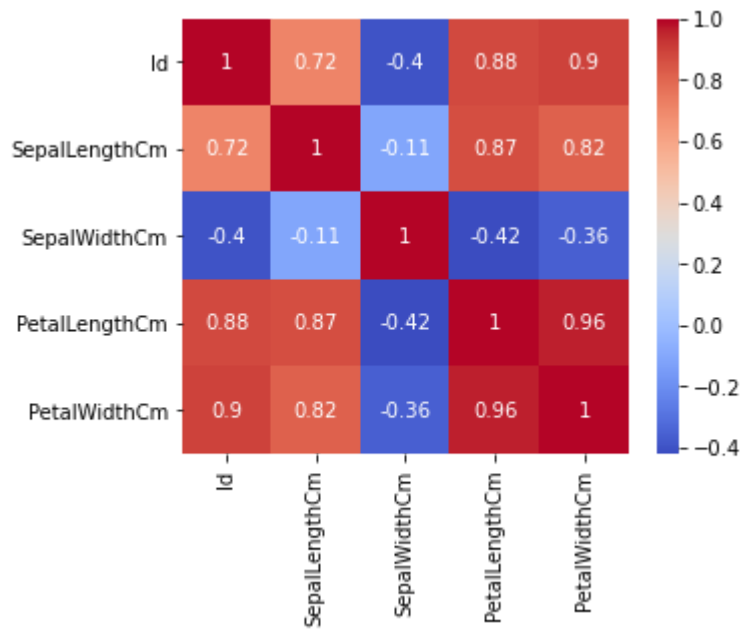 Id 1 0.72 -0.4 0.88 0.9
SepalLengthCm 0.72 1 -0.11 0.87 0.82
SepalWidthCm -0.4 -0.11 1 -0.42 -0.36
PetalLengthCm 0.88 0.87 -0.42 1 0.96
PetalWidthCm 0.9 0.82 -0.36 0.96 1
Id
SepalLengthCm
SepalWidthCm
PetalLengthCm
PetalWidthCm
1.0
0.8
0.6
0.4
0.2
0.0
−0.2
−0.4